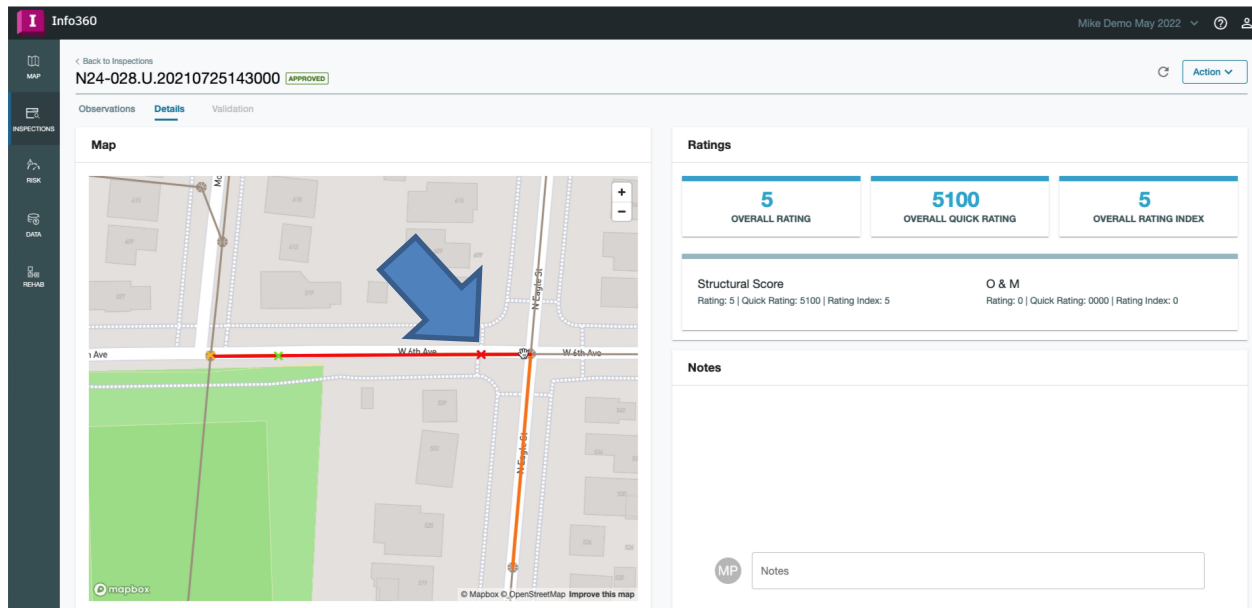 I Info360
Mike Demo May 2022
MAP
INSPECTIONS
RISK
DATA
REHAB
< Back to Inspections
N24-028.U.20210725143000 APPROVED
Action
Observations Details Validation
Map
+
−
N Eagle St
h Ave
W 6th Ave
W 6th Ave
N Eagle St
mapbox
© Mapbox © OpenStreetMap Improve this map
Ratings
5
OVERALL RATING
5100
OVERALL QUICK RATING
5
OVERALL RATING INDEX
Structural Score
Rating: 5 | Quick Rating: 5100 | Rating Index: 5
O & M
Rating: 0 | Quick Rating: 0000 | Rating Index: 0
Notes
MP
Notes